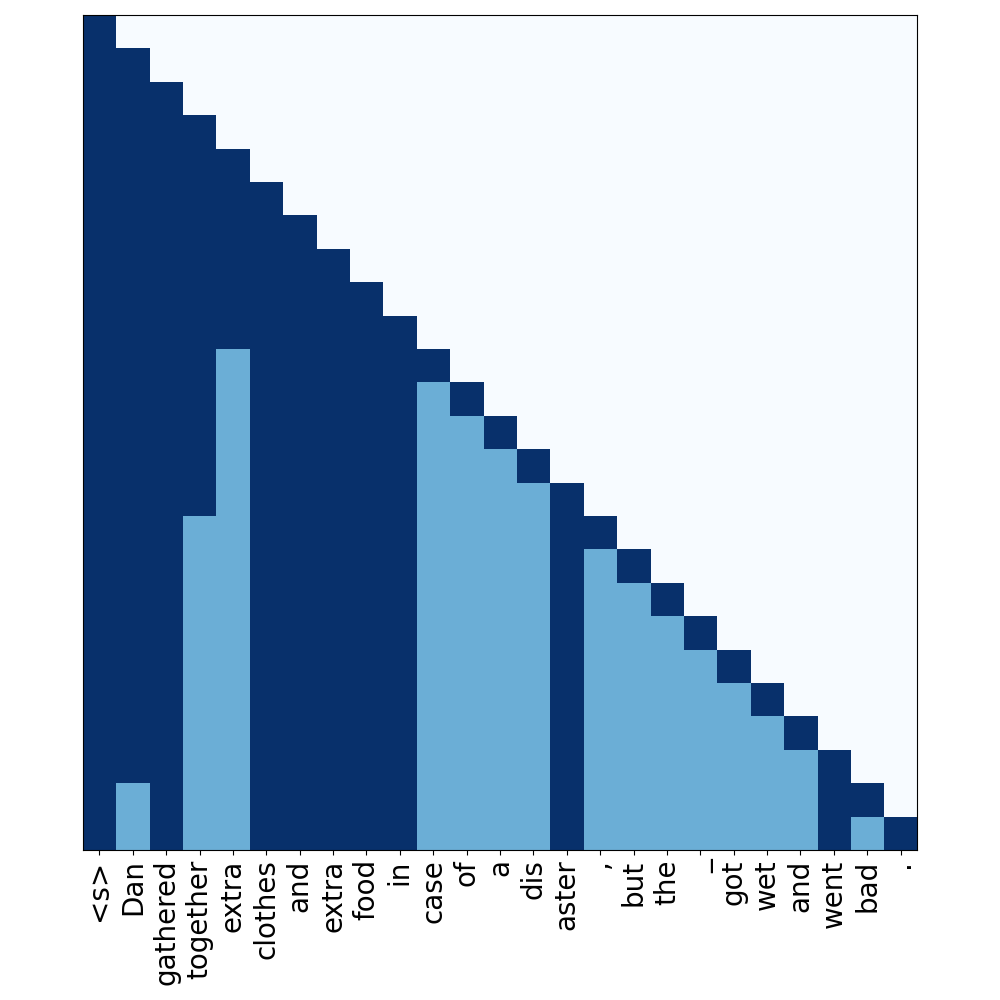 <s> Dan gathered together extra clothes and extra food in case of a dis aster , but the _ got wet and went bad .